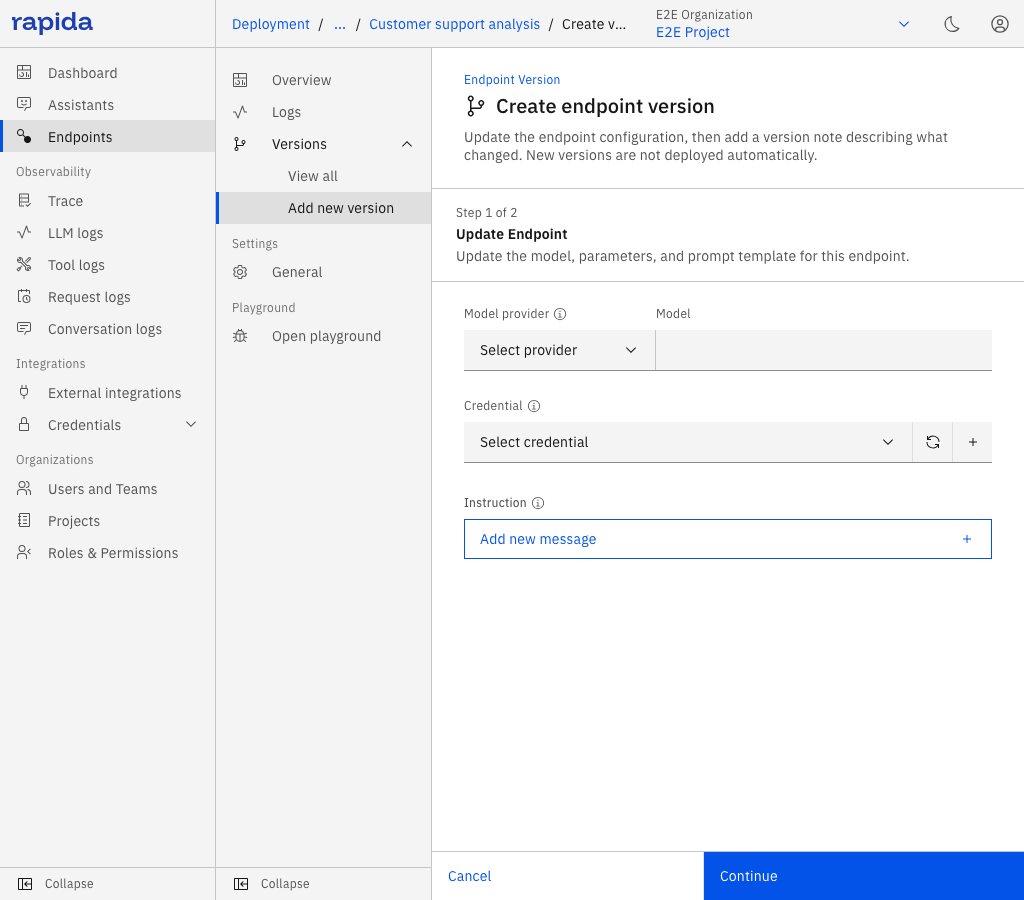 rapida
Deployment / ... / Customer support analysis / Create v...
E2E Organization
E2E Project
Dashboard
Assistants
Endpoints
Observability
Trace
LLM logs
Tool logs
Request logs
Conversation logs
Integrations
External integrations
Credentials
Organizations
Users and Teams
Projects
Roles & Permissions
Collapse
Overview
Logs
Versions
View all
Add new version
Settings
General
Playground
Open playground
Collapse
Endpoint Version
Create endpoint version
Update the endpoint configuration, then add a version note describing what
changed. New versions are not deployed automatically.
Step 1 of 2
Update Endpoint
Update the model, parameters, and prompt template for this endpoint.
Model provider
Model
Select provider
Credential
Select credential
+
Instruction
Add new message +
Cancel
Continue